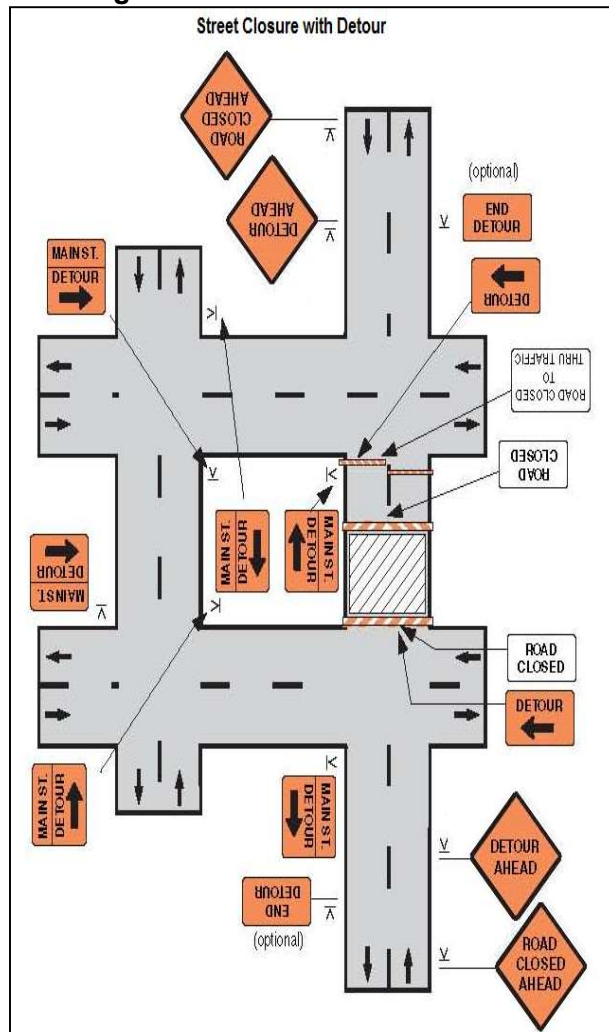 Street Closure with Detour
ROAD
CLOSED
AHEAD
DETOUR
AHEAD
(optional)
END
DETOUR
MAIN ST.
DETOUR
DETOUR
ROAD CLOSED
TO
THRU TRAFFIC
ROAD
CLOSED
MAIN ST.
DETOUR
MAIN ST.
DETOUR
MAIN ST.
DETOUR
ROAD
CLOSED
DETOUR
MAIN ST.
DETOUR
MAIN ST.
DETOUR
DETOUR
AHEAD
END
DETOUR
(optional)
ROAD
CLOSED
AHEAD